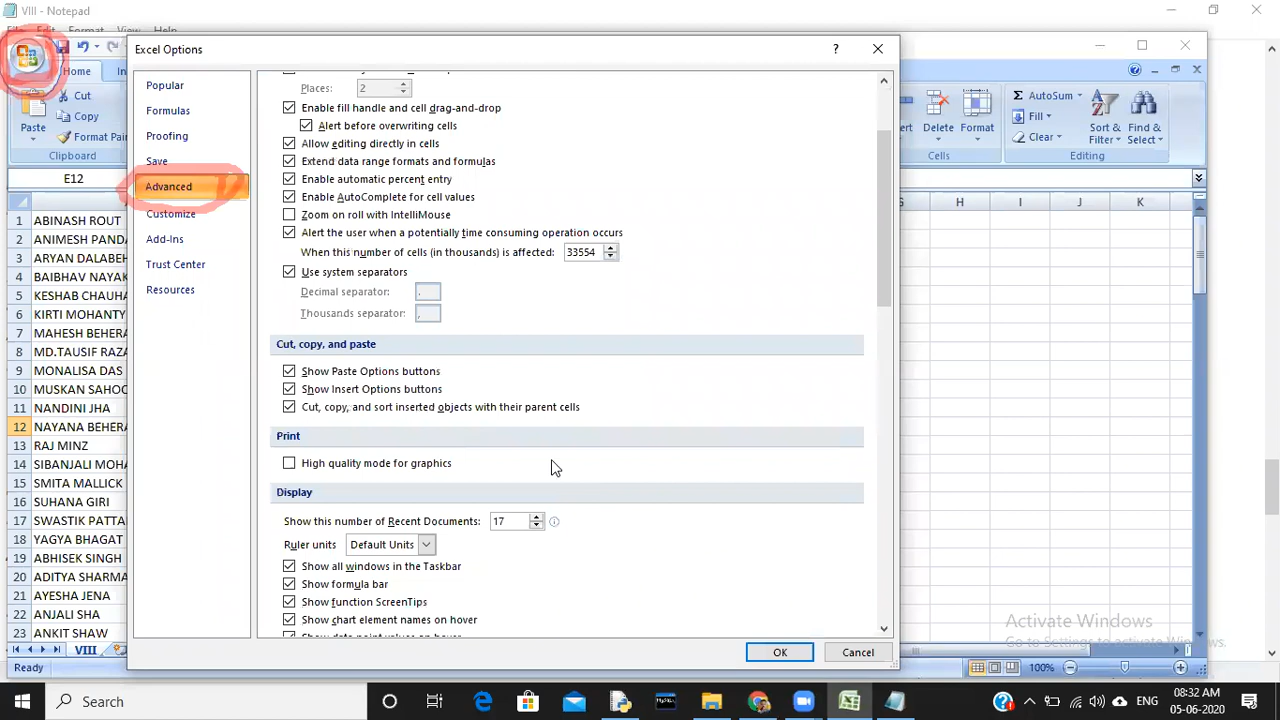 VIII - Notepad
File Edit Format View Help
Excel Options
?
Home
Popular
Formulas
Proofing
Save
Advanced
Customize
Add-Ins
Trust Center
Resources
Cut
Copy
Format Pai
Paste
Clipboard
Places: 2
Enable fill handle and cell drag-and-drop
Alert before overwriting cells
Allow editing directly in cells
Extend data range formats and formulas
Enable automatic percent entry
Enable AutoComplete for cell values
Zoom on roll with IntelliMouse
Alert the user when a potentially time consuming operation occurs
When this number of cells (in thousands) is affected: 33554
Use system separators
Decimal separator: .
Thousands separator: ,
Cut, copy, and paste
Show Paste Options buttons
Show Insert Options buttons
Cut, copy, and sort inserted objects with their parent cells
Print
High quality mode for graphics
Display
Show this number of Recent Documents: 17
Ruler units Default Units
Show all windows in the Taskbar
Show formula bar
Show function ScreenTips
Show chart element names on hover
OK Cancel
Delete Format
Cells
AutoSum
Fill
Clear
Sort & Filter
Find & Select
Editing
E12
G H I J K
1 ABINASH ROUT
2 ANIMESH PANDA
3 ARYAN DALABEH
4 BAIBHAV NAYAK
5 KESHAB CHAUHA
6 KIRTI MOHANTY
7 MAHESH BEHERA
8 MD.TAUSIF RAZA
9 MONALISA DAS
10 MUSKAN SAHOO
11 NANDINI JHA
12 NAYANA BEHERA
13 RAJ MINZ
14 SIBANJALI MOHA
15 SMITA MALLICK
16 SUHANA GIRI
17 SWASTIK PATTA
18 YAGYA BHAGAT
19 ABHISEK SINGH
20 ADITYA SHARMA
21 AYESHA JENA
22 ANJALI SHA
23 ANKIT SHAW
VIII
Ready
100%
Activate Windows
Go to Settings to activate Windows.
Search
ENG
08:32 AM
05-06-2020